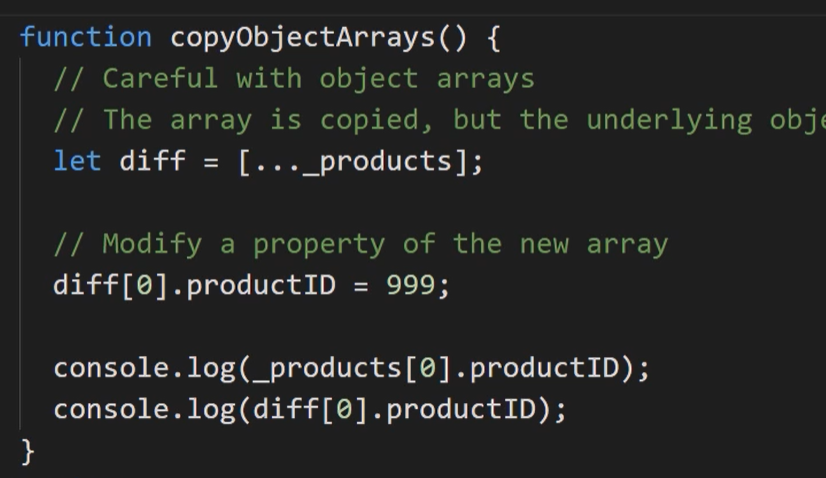 function copyObjectArrays() {
// Careful with object arrays
// The array is copied, but the underlying
let diff = [..._products];
// Modify a property of the new array
diff[0].productID = 999;
console.log(_products[0].productID);
console.log(diff[0].productID);
}